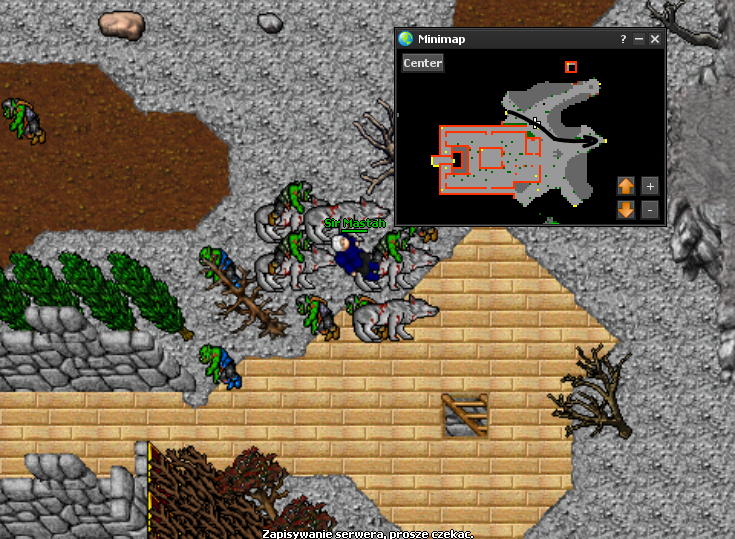 Minimap ? − ×
Center
+
-
Sir Mastah
Zapisywanie serwera, prosze czekac.